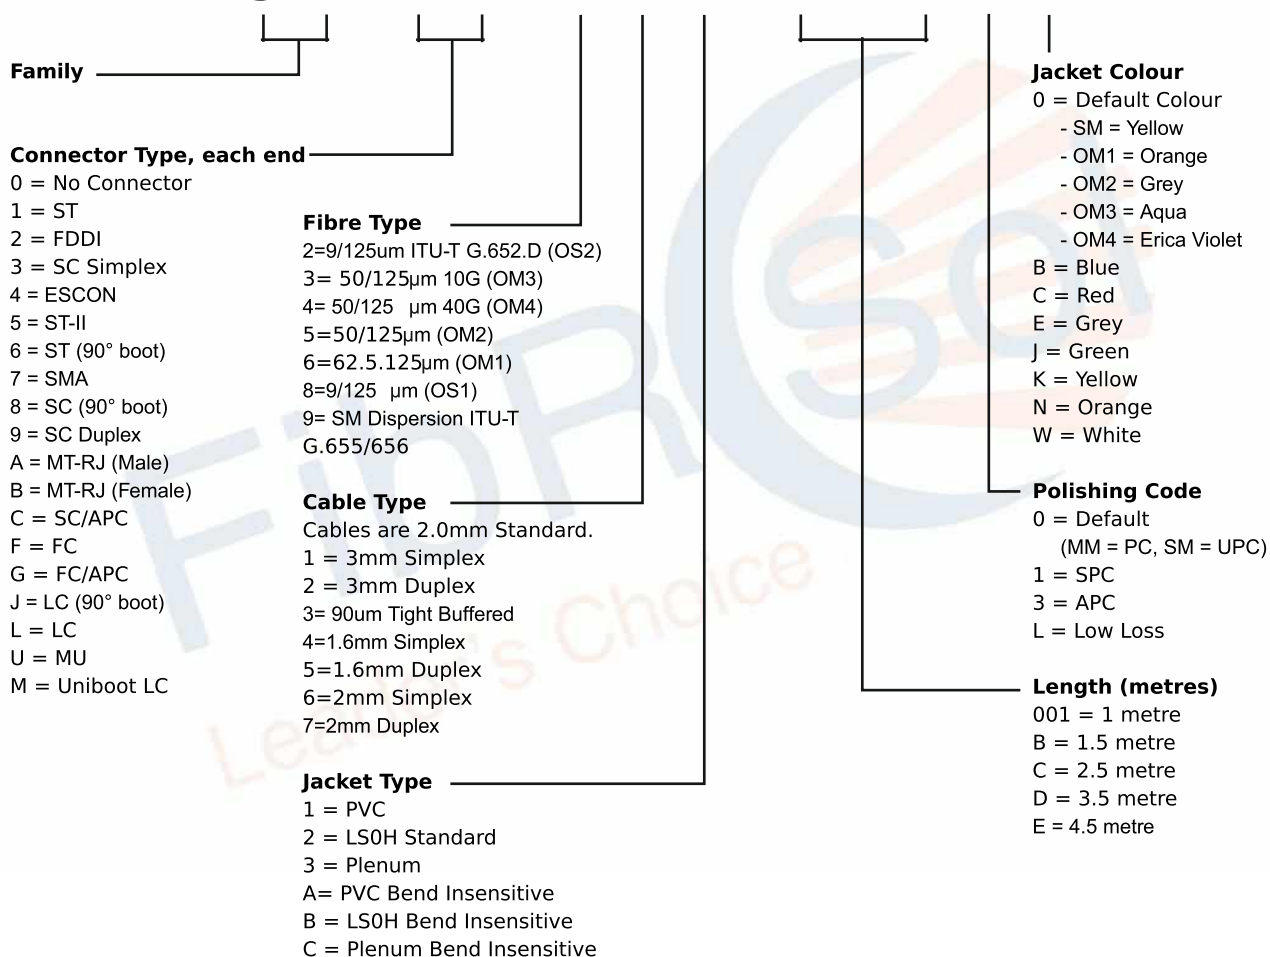 Family
Connector Type, each end
0 = No Connector
1 = ST
2 = FDDI
3 = SC Simplex
4 = ESCON
5 = ST-II
6 = ST (90° boot)
7 = SMA
8 = SC (90° boot)
9 = SC Duplex
A = MT-RJ (Male)
B = MT-RJ (Female)
C = SC/APC
F = FC
G = FC/APC
J = LC (90° boot)
L = LC
U = MU
M = Uniboot LC
Fibre Type
2=9/125um ITU-T G.652.D (OS2)
3= 50/125µm 10G (OM3)
4= 50/125 µm 40G (OM4)
5=50/125µm (OM2)
6=62.5.125µm (OM1)
8=9/125 µm (OS1)
9= SM Dispersion ITU-T
G.655/656
Cable Type
Cables are 2.0mm Standard.
1 = 3mm Simplex
2 = 3mm Duplex
3= 90um Tight Buffered
4=1.6mm Simplex
5=1.6mm Duplex
6=2mm Simplex
7=2mm Duplex
Jacket Type
1 = PVC
2 = LS0H Standard
3 = Plenum
A= PVC Bend Insensitive
B = LS0H Bend Insensitive
C = Plenum Bend Insensitive
Jacket Colour
0 = Default Colour
- SM = Yellow
- OM1 = Orange
- OM2 = Grey
- OM3 = Aqua
- OM4 = Erica Violet
B = Blue
C = Red
E = Grey
J = Green
K = Yellow
N = Orange
W = White
Polishing Code
0 = Default
(MM = PC, SM = UPC)
1 = SPC
3 = APC
L = Low Loss
Length (metres)
001 = 1 metre
B = 1.5 metre
C = 2.5 metre
D = 3.5 metre
E = 4.5 metre
FibRSol
Leader's Choice